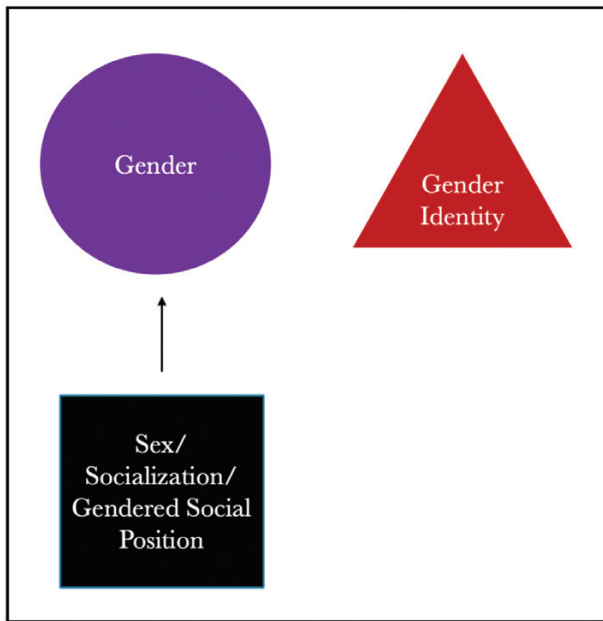 Gender
Gender
Identity
Sex/
Socialization/
Gendered Social
Position